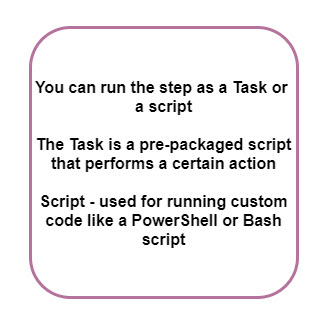 You can run the step as a Task or
a script
The Task is a pre-packaged script
that performs a certain action
Script - used for running custom
code like a PowerShell or Bash
script